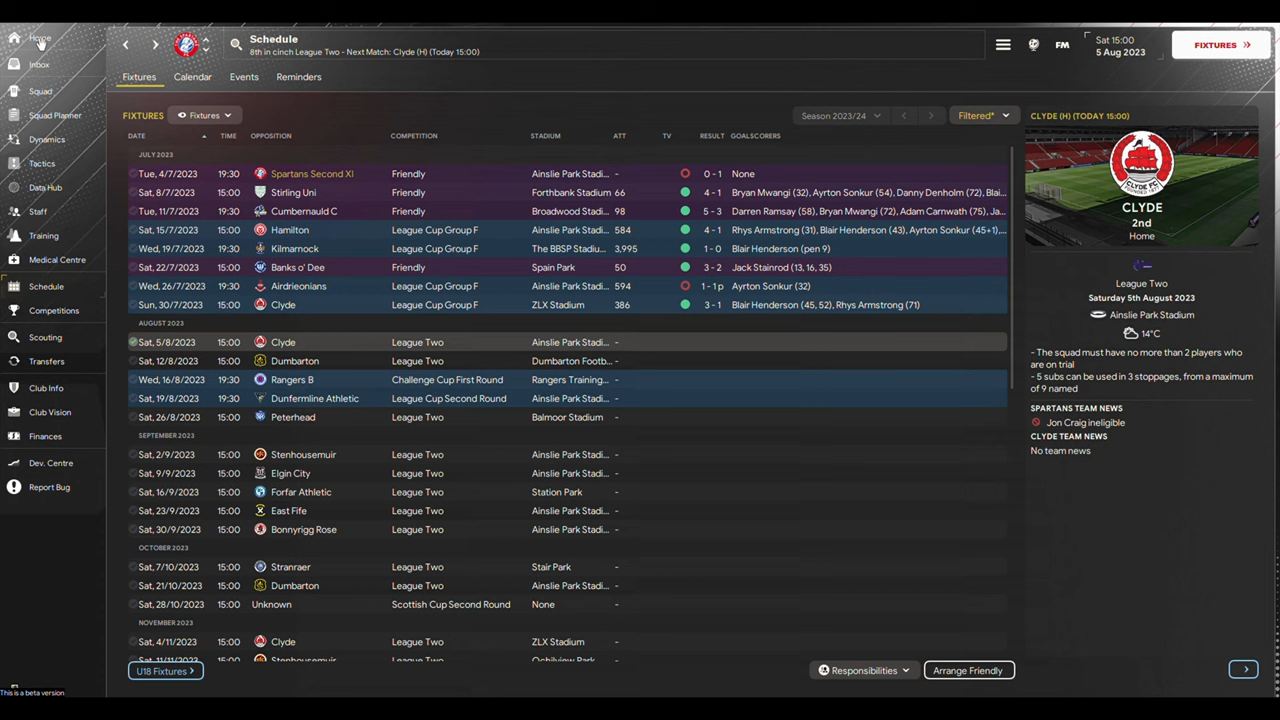 Home
Inbox
Squad
Squad Planner
Dynamics
Tactics
Data Hub
Staff
Training
Medical Centre
Schedule
Competitions
Scouting
Transfers
Club Info
Club Vision
Finances
Dev. Centre
Report Bug
This is a beta version
Schedule
8th in cinch League Two - Next Match: Clyde (H) (Today 15:00)
FM
Sat 15:00
5 Aug 2023
FIXTURES
Fixtures Calendar Events Reminders
FIXTURES Fixtures Season 2023/24 Filtered*
DATE TIME OPPOSITION COMPETITION STADIUM ATT TV RESULT GOALSCORERS
JULY 2023
Tue, 4/7/2023 19:30 Spartans Second XI Friendly Ainslie Park Stadi... - 0 - 1 None
Sat, 8/7/2023 15:00 Stirling Uni Friendly Forthbank Stadium 66 4 - 1 Bryan Mwangi (32), Ayrton Sonkur (54), Danny Denholm (72), Blai...
Tue, 11/7/2023 19:30 Cumbernauld C Friendly Broadwood Stadi... 98 5 - 3 Darren Ramsay (58), Bryan Mwangi (72), Adam Carnwath (75), Ja...
Sat, 15/7/2023 15:00 Hamilton League Cup Group F Ainslie Park Stadi... 584 4 - 1 Rhys Armstrong (31), Blair Henderson (43), Ayrton Sonkur (45+1),...
Wed, 19/7/2023 19:30 Kilmarnock League Cup Group F The BBSP Stadiu... 3,995 1 - 0 Blair Henderson (pen 9)
Sat, 22/7/2023 15:00 Banks o' Dee Friendly Spain Park 50 3 - 2 Jack Stainrod (13, 16, 35)
Wed, 26/7/2023 19:30 Airdrieonians League Cup Group F Ainslie Park Stadi... 594 1 - 1 p Ayrton Sonkur (32)
Sun, 30/7/2023 15:00 Clyde League Cup Group F ZLX Stadium 386 3 - 1 Blair Henderson (45, 52), Rhys Armstrong (71)
AUGUST 2023
Sat, 5/8/2023 15:00 Clyde League Two Ainslie Park Stadi... -
Sat, 12/8/2023 15:00 Dumbarton League Two Dumbarton Footb... -
Wed, 16/8/2023 19:30 Rangers B Challenge Cup First Round Rangers Training... -
Sat, 19/8/2023 19:30 Dunfermline Athletic League Cup Second Round Ainslie Park Stadi... -
Sat, 26/8/2023 15:00 Peterhead League Two Balmoor Stadium -
SEPTEMBER 2023
Sat, 2/9/2023 15:00 Stenhousemuir League Two Ainslie Park Stadi... -
Sat, 9/9/2023 15:00 Elgin City League Two Ainslie Park Stadi... -
Sat, 16/9/2023 15:00 Forfar Athletic League Two Station Park -
Sat, 23/9/2023 15:00 East Fife League Two Ainslie Park Stadi... -
Sat, 30/9/2023 15:00 Bonnyrigg Rose League Two Ainslie Park Stadi... -
OCTOBER 2023
Sat, 7/10/2023 15:00 Stranraer League Two Stair Park -
Sat, 21/10/2023 15:00 Dumbarton League Two Ainslie Park Stadi... -
Sat, 28/10/2023 15:00 Unknown Scottish Cup Second Round None -
NOVEMBER 2023
Sat, 4/11/2023 15:00 Clyde League Two ZLX Stadium -
Sat, 11/11/2023 15:00 Stenhousemuir League Two Ochilview Park -
U18 Fixtures > Responsibilities Arrange Friendly
CLYDE (H) (TODAY 15:00)
CLYDE FC
CLYDE
2nd
Home
League Two
Saturday 5th August 2023
Ainslie Park Stadium
14°C
- The squad must have no more than 2 players who
are on trial
- 5 subs can be used in 3 stoppages, from a maximum
of 9 named
SPARTANS TEAM NEWS
Jon Craig ineligible
CLYDE TEAM NEWS
No team news